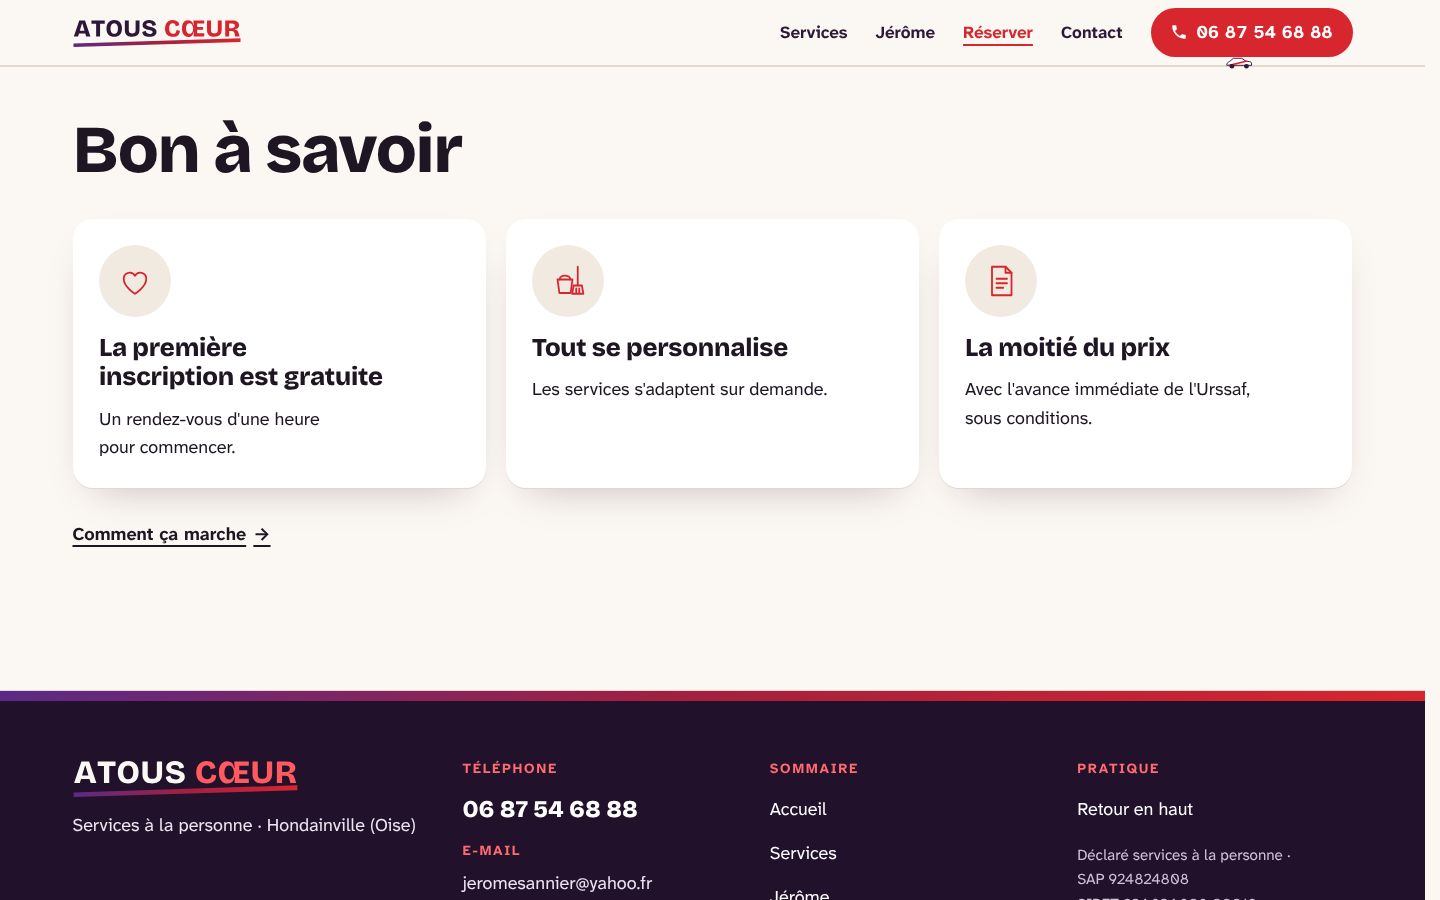 ATOUS CŒUR
Services
Jérôme
Réserver
Contact
06 87 54 68 88
Bon à savoir
La première
inscription est gratuite
Un rendez-vous d'une heure
pour commencer.
Tout se personnalise
Les services s'adaptent sur demande.
La moitié du prix
Avec l'avance immédiate de l'Urssaf,
sous conditions.
Comment ça marche →
ATOUS CŒUR
Services à la personne · Hondainville (Oise)
TÉLÉPHONE
06 87 54 68 88
E-MAIL
jeromesannier@yahoo.fr
SOMMAIRE
Accueil
Services
Jérôme
PRATIQUE
Retour en haut
Déclaré services à la personne ·
SAP 924824808